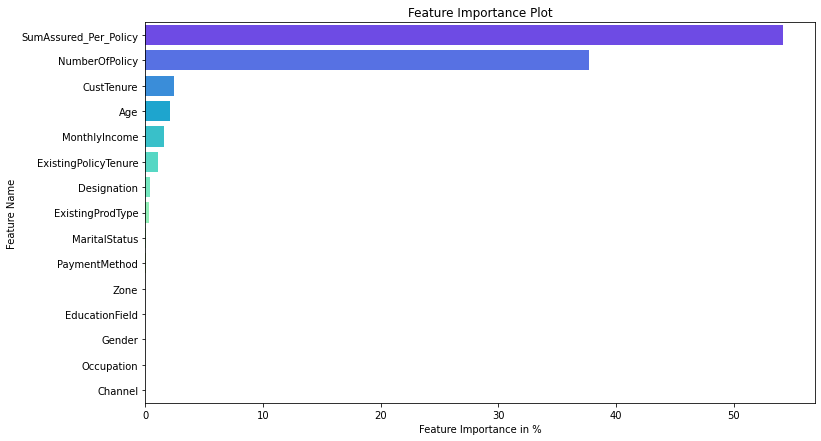 Feature Importance Plot
Feature Name
SumAssured_Per_Policy
NumberOfPolicy
CustTenure
Age
MonthlyIncome
ExistingPolicyTenure
Designation
ExistingProdType
MaritalStatus
PaymentMethod
Zone
EducationField
Gender
Occupation
Channel
0 10 20 30 40 50
Feature Importance in %